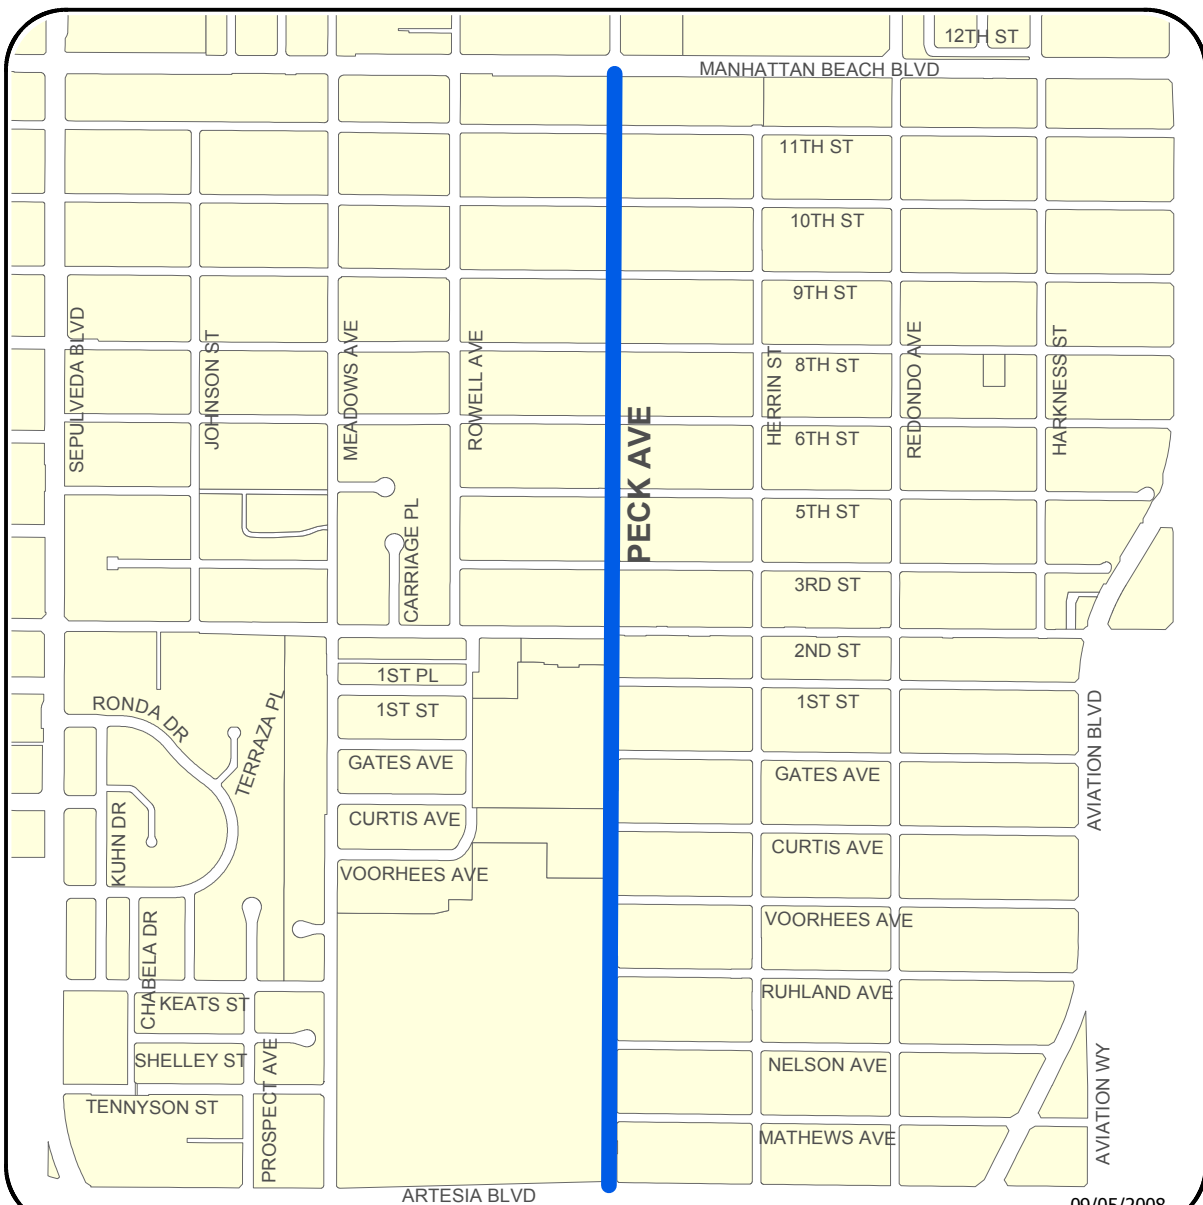 12TH ST
MANHATTAN BEACH BLVD
11TH ST
10TH ST
9TH ST
SEPULVEDA BLVD
JOHNSON ST
MEADOWS AVE
ROWELL AVE
HERRIN ST
8TH ST
REDONDO AVE
HARKNESS ST
PECK AVE
6TH ST
CARRIAGE PL
5TH ST
3RD ST
2ND ST
1ST PL
RONDA DR
TERRAZA PL
1ST ST
1ST ST
AVIATION BLVD
GATES AVE
GATES AVE
KUHN DR
CURTIS AVE
CURTIS AVE
VOORHEES AVE
VOORHEES AVE
CHABELA DR
KEATS ST
RUHLAND AVE
SHELLEY ST
PROSPECT AVE
NELSON AVE
AVIATION WY
TENNYSON ST
MATHEWS AVE
ARTESIA BLVD
09/05/2008